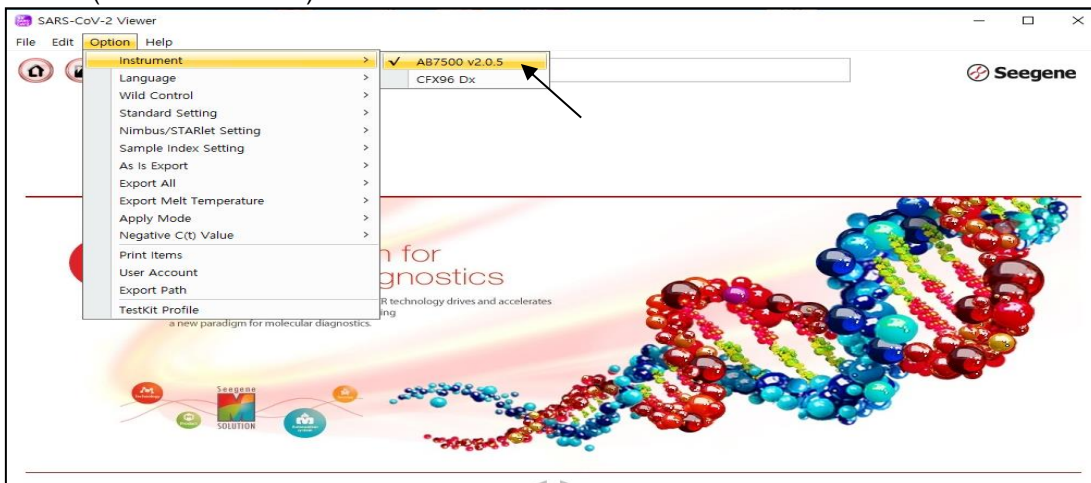 SARS-CoV-2 Viewer
File Edit Option Help
Instrument
AB7500 v2.0.5
CFX96 Dx
Language
Wild Control
Standard Setting
Nimbus/STARlet Setting
Sample Index Setting
As Is Export
Export All
Export Melt Temperature
Apply Mode
Negative C(t) Value
Print Items
User Account
Export Path
TestKit Profile
Seegene
for
gnostics
R technology drives and accelerates
ing
a new paradigm for molecular diagnostics.
Seegene
SOLUTION